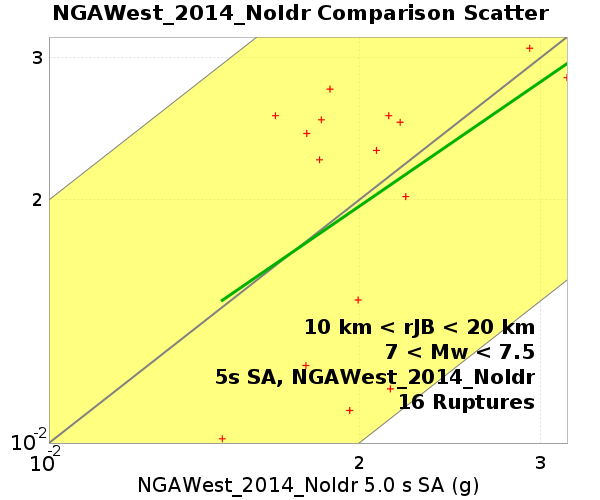 NGAWest_2014_NoIdr Comparison Scatter
3
2
10-2
10-2
2
3
10 km < rJB < 20 km
7 < Mw < 7.5
5s SA, NGAWest_2014_NoIdr
16 Ruptures
NGAWest_2014_NoIdr 5.0 s SA (g)